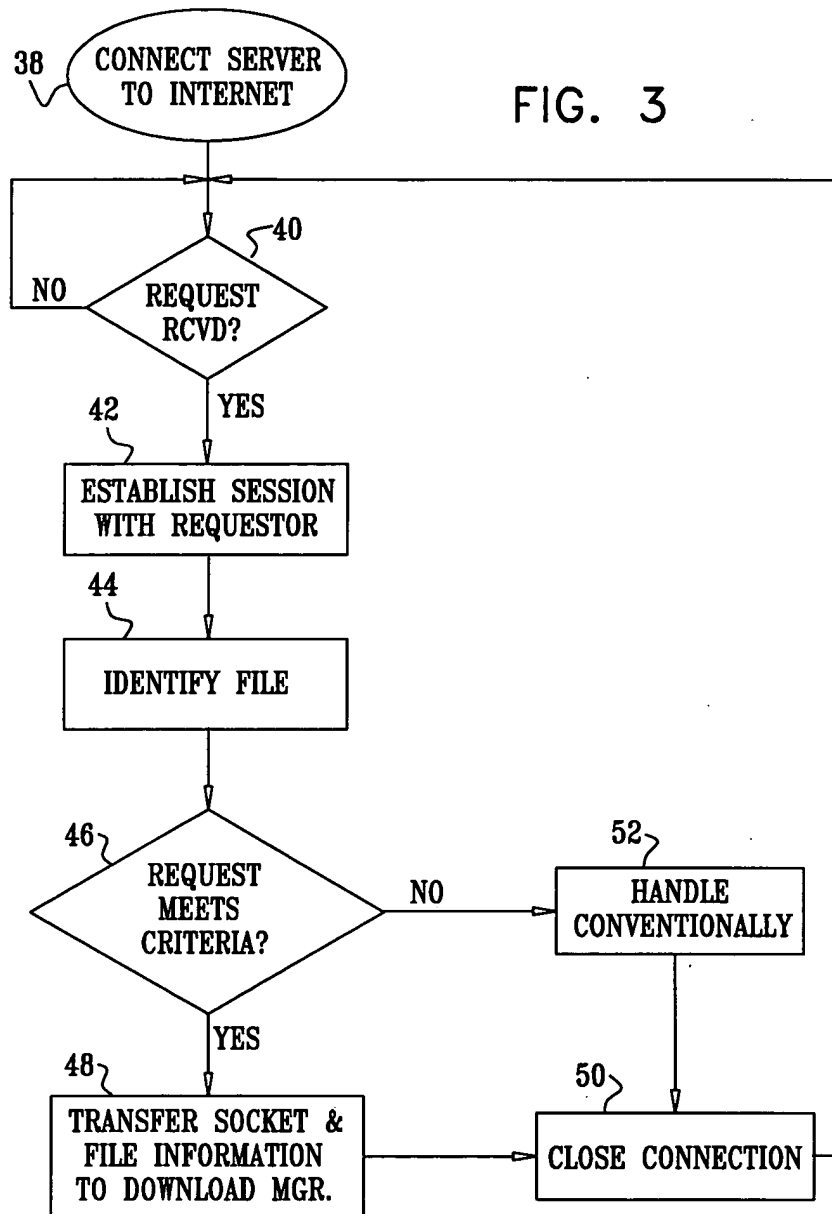 38
CONNECT SERVER
TO INTERNET
FIG. 3
40
REQUEST
RCVD?
NO
YES
42
ESTABLISH SESSION
WITH REQUESTOR
44
IDENTIFY FILE
46
REQUEST
MEETS
CRITERIA?
NO
52
HANDLE
CONVENTIONALLY
YES
48
TRANSFER SOCKET &
FILE INFORMATION
TO DOWNLOAD MGR.
50
CLOSE CONNECTION